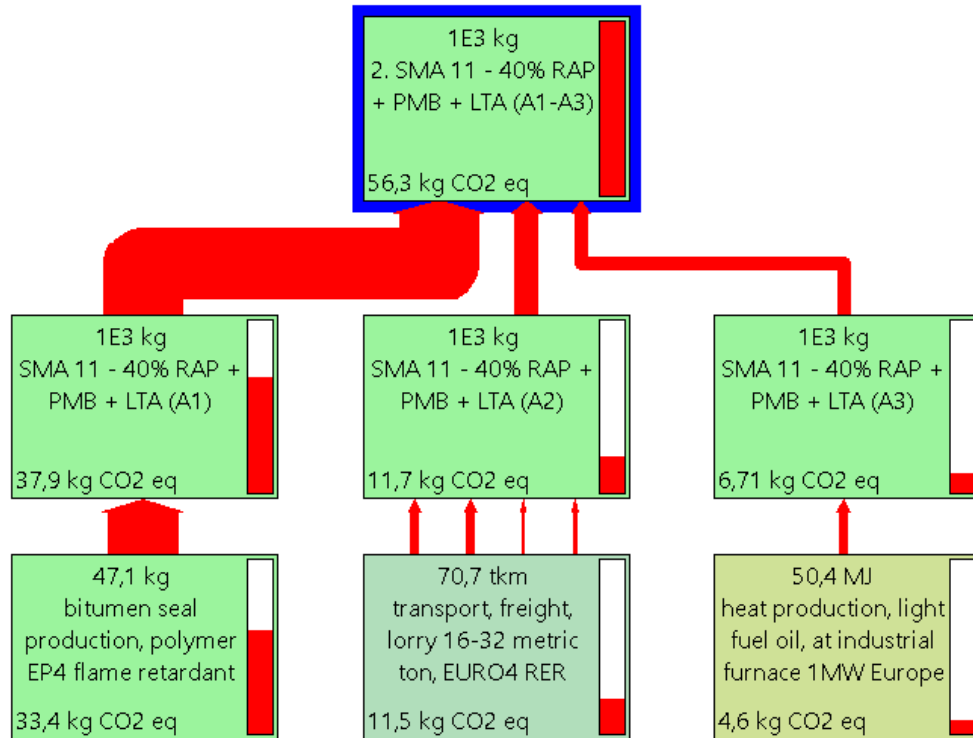 1E3 kg
2. SMA 11 - 40% RAP
+ PMB + LTA (A1-A3)
56,3 kg CO2 eq
1E3 kg
SMA 11 - 40% RAP +
PMB + LTA (A1)
37,9 kg CO2 eq
1E3 kg
SMA 11 - 40% RAP +
PMB + LTA (A2)
11,7 kg CO2 eq
1E3 kg
SMA 11 - 40% RAP +
PMB + LTA (A3)
6,71 kg CO2 eq
47,1 kg
bitumen seal
production, polymer
EP4 flame retardant
33,4 kg CO2 eq
70,7 tkm
transport, freight,
lorry 16-32 metric
ton, EURO4 RER
11,5 kg CO2 eq
50,4 MJ
heat production, light
fuel oil, at industrial
furnace 1MW Europe
4,6 kg CO2 eq